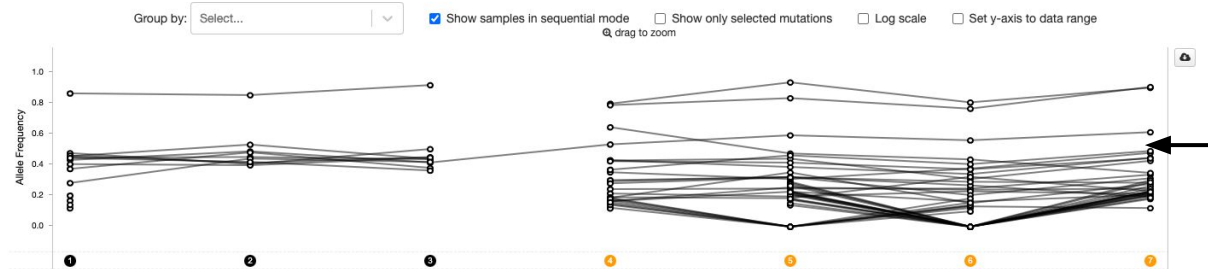 Group by: Select... Show samples in sequential mode Show only selected mutations Log scale Set y-axis to data range
drag to zoom
Allele Frequency
1.0
0.8
0.6
0.4
0.2
0.0
1 2 3 4 5 6 7